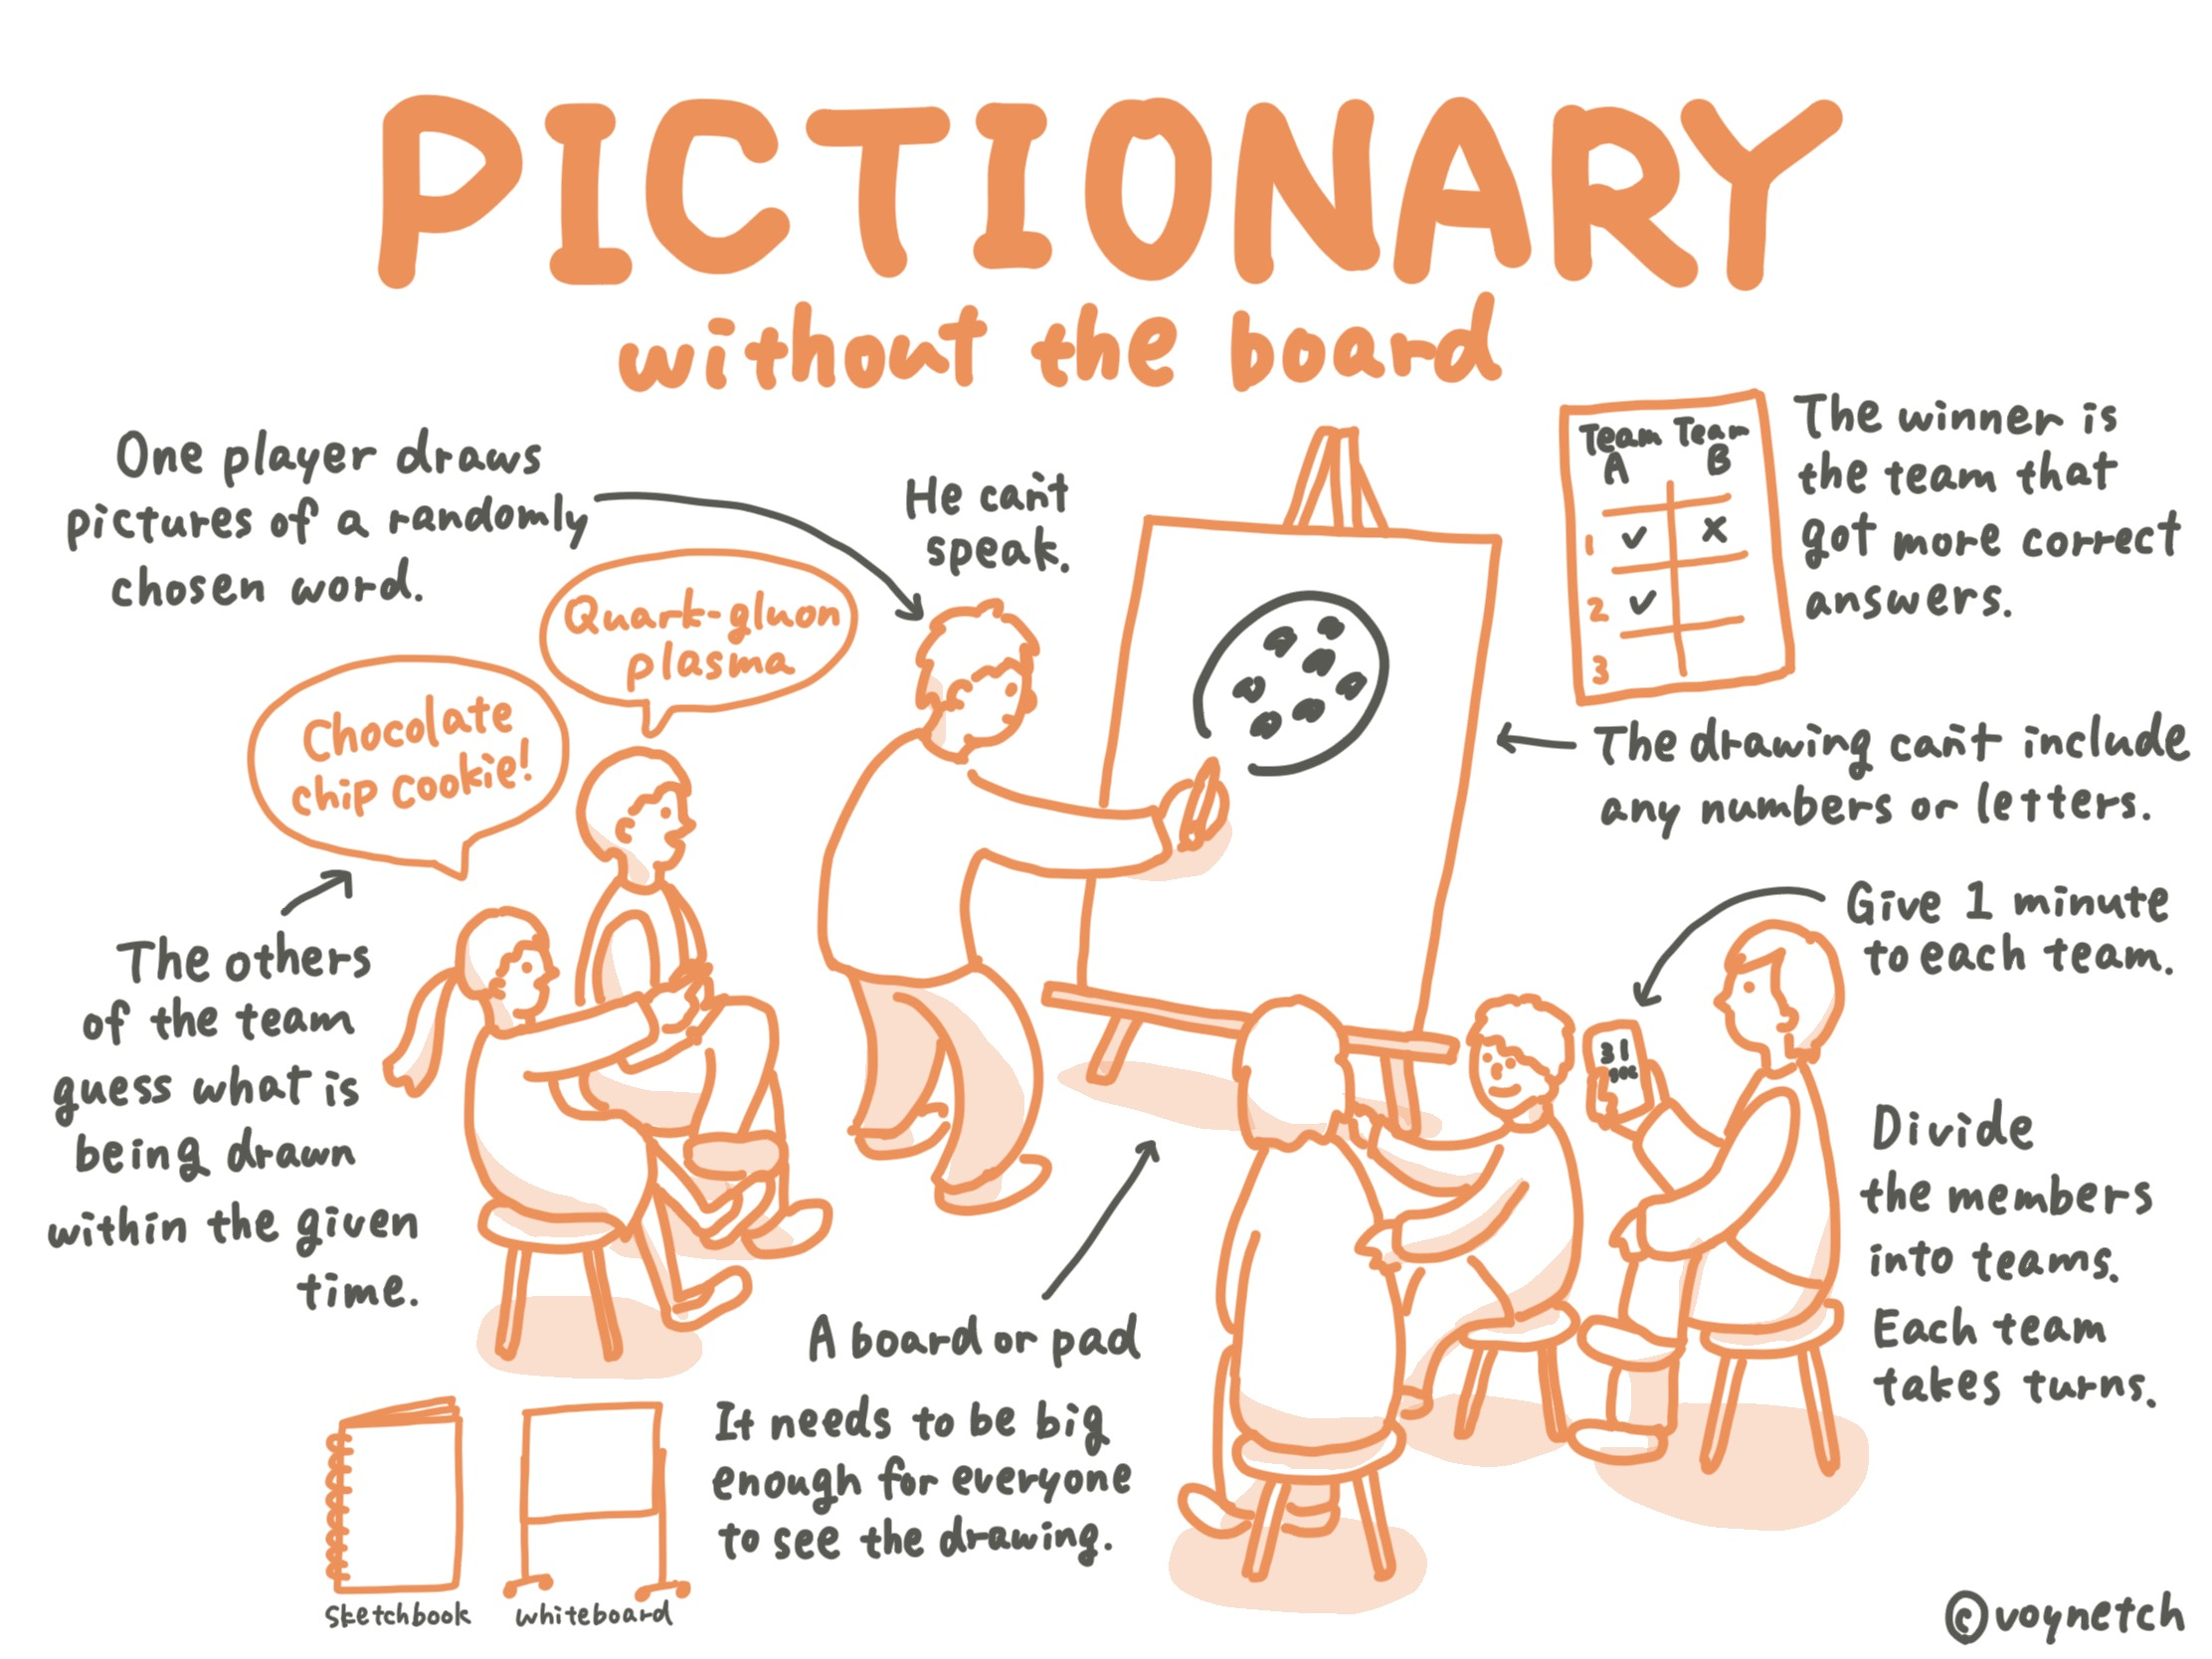 PICTIONARY
without the board
One player draws
pictures of a randomly
chosen word.
He can't
speak.
Quark-gluon
plasma
Chocolate
chip cookie!
The others
of the team
guess what is
being drawn
within the given
time.
Team Team
A B
1
2
3
The winner is
the team that
got more correct
answers.
The drawing can't include
any numbers or letters.
Give 1 minute
to each team.
31
sec
Divide
the members
into teams.
Each team
takes turns.
A board or pad
It needs to be big
enough for everyone
to see the drawing.
sketchbook
whiteboard
©voynetch